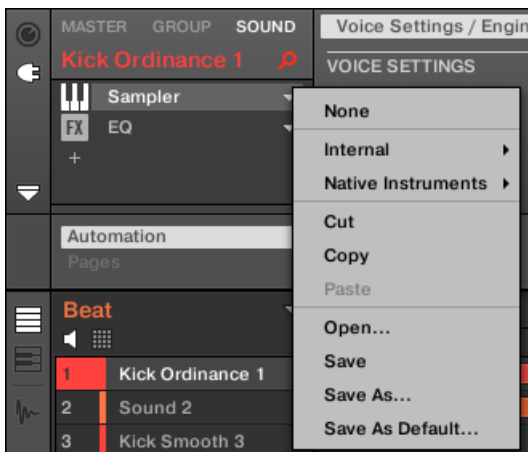 MASTER GROUP SOUND
Kick Ordinance 1
Sampler
FX EQ
+
Automation
Pages
Beat
1 Kick Ordinance 1
2 Sound 2
3 Kick Smooth 3
Voice Settings / Engin
VOICE SETTINGS
None
Internal
Native Instruments
Cut
Copy
Paste
Open...
Save
Save As...
Save As Default...